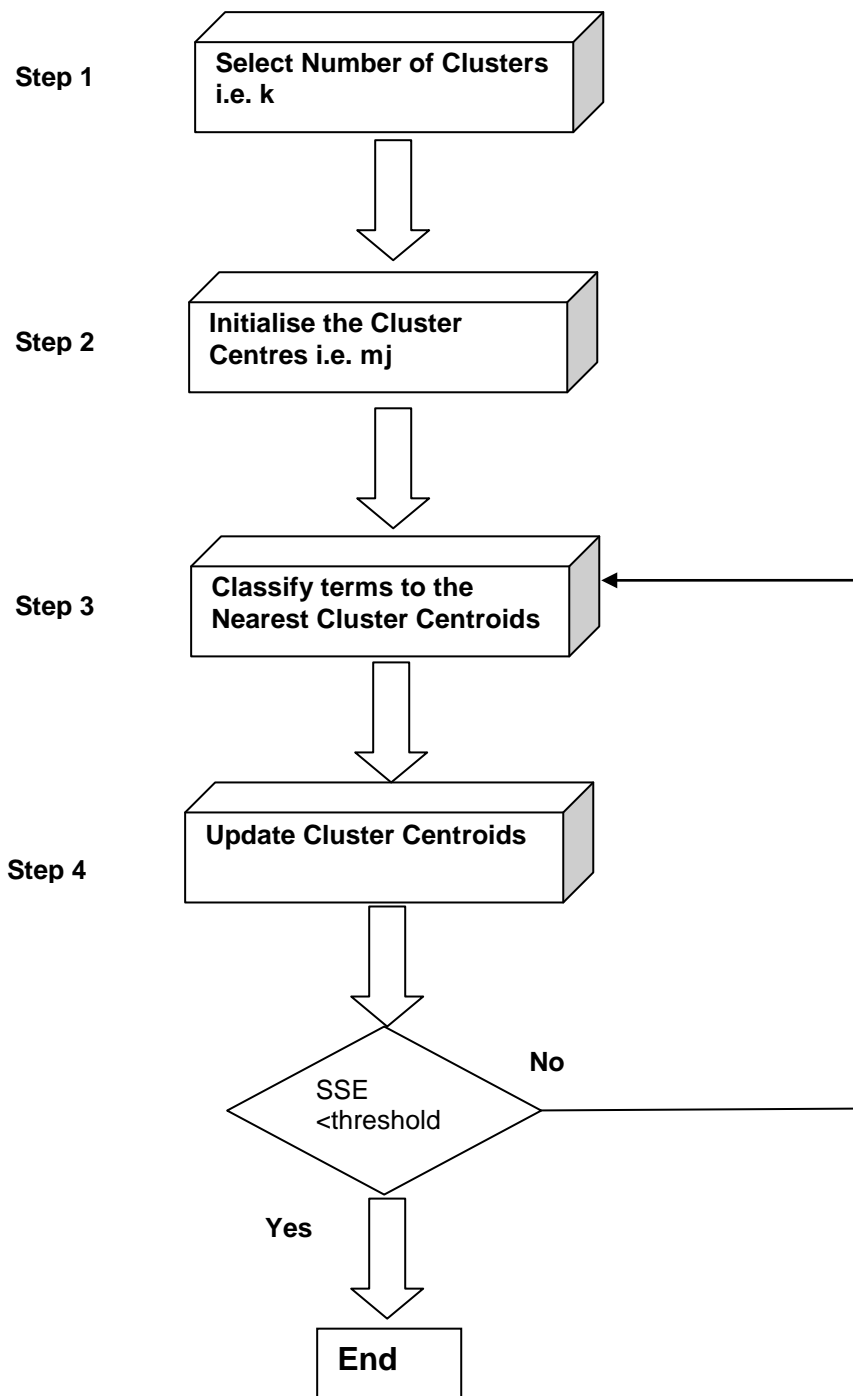 Step 1
Select Number of Clusters
i.e. k
Step 2
Initialise the Cluster
Centres i.e. mj
Step 3
Classify terms to the
Nearest Cluster Centroids
Step 4
Update Cluster Centroids
SSE
<threshold
No
Yes
End